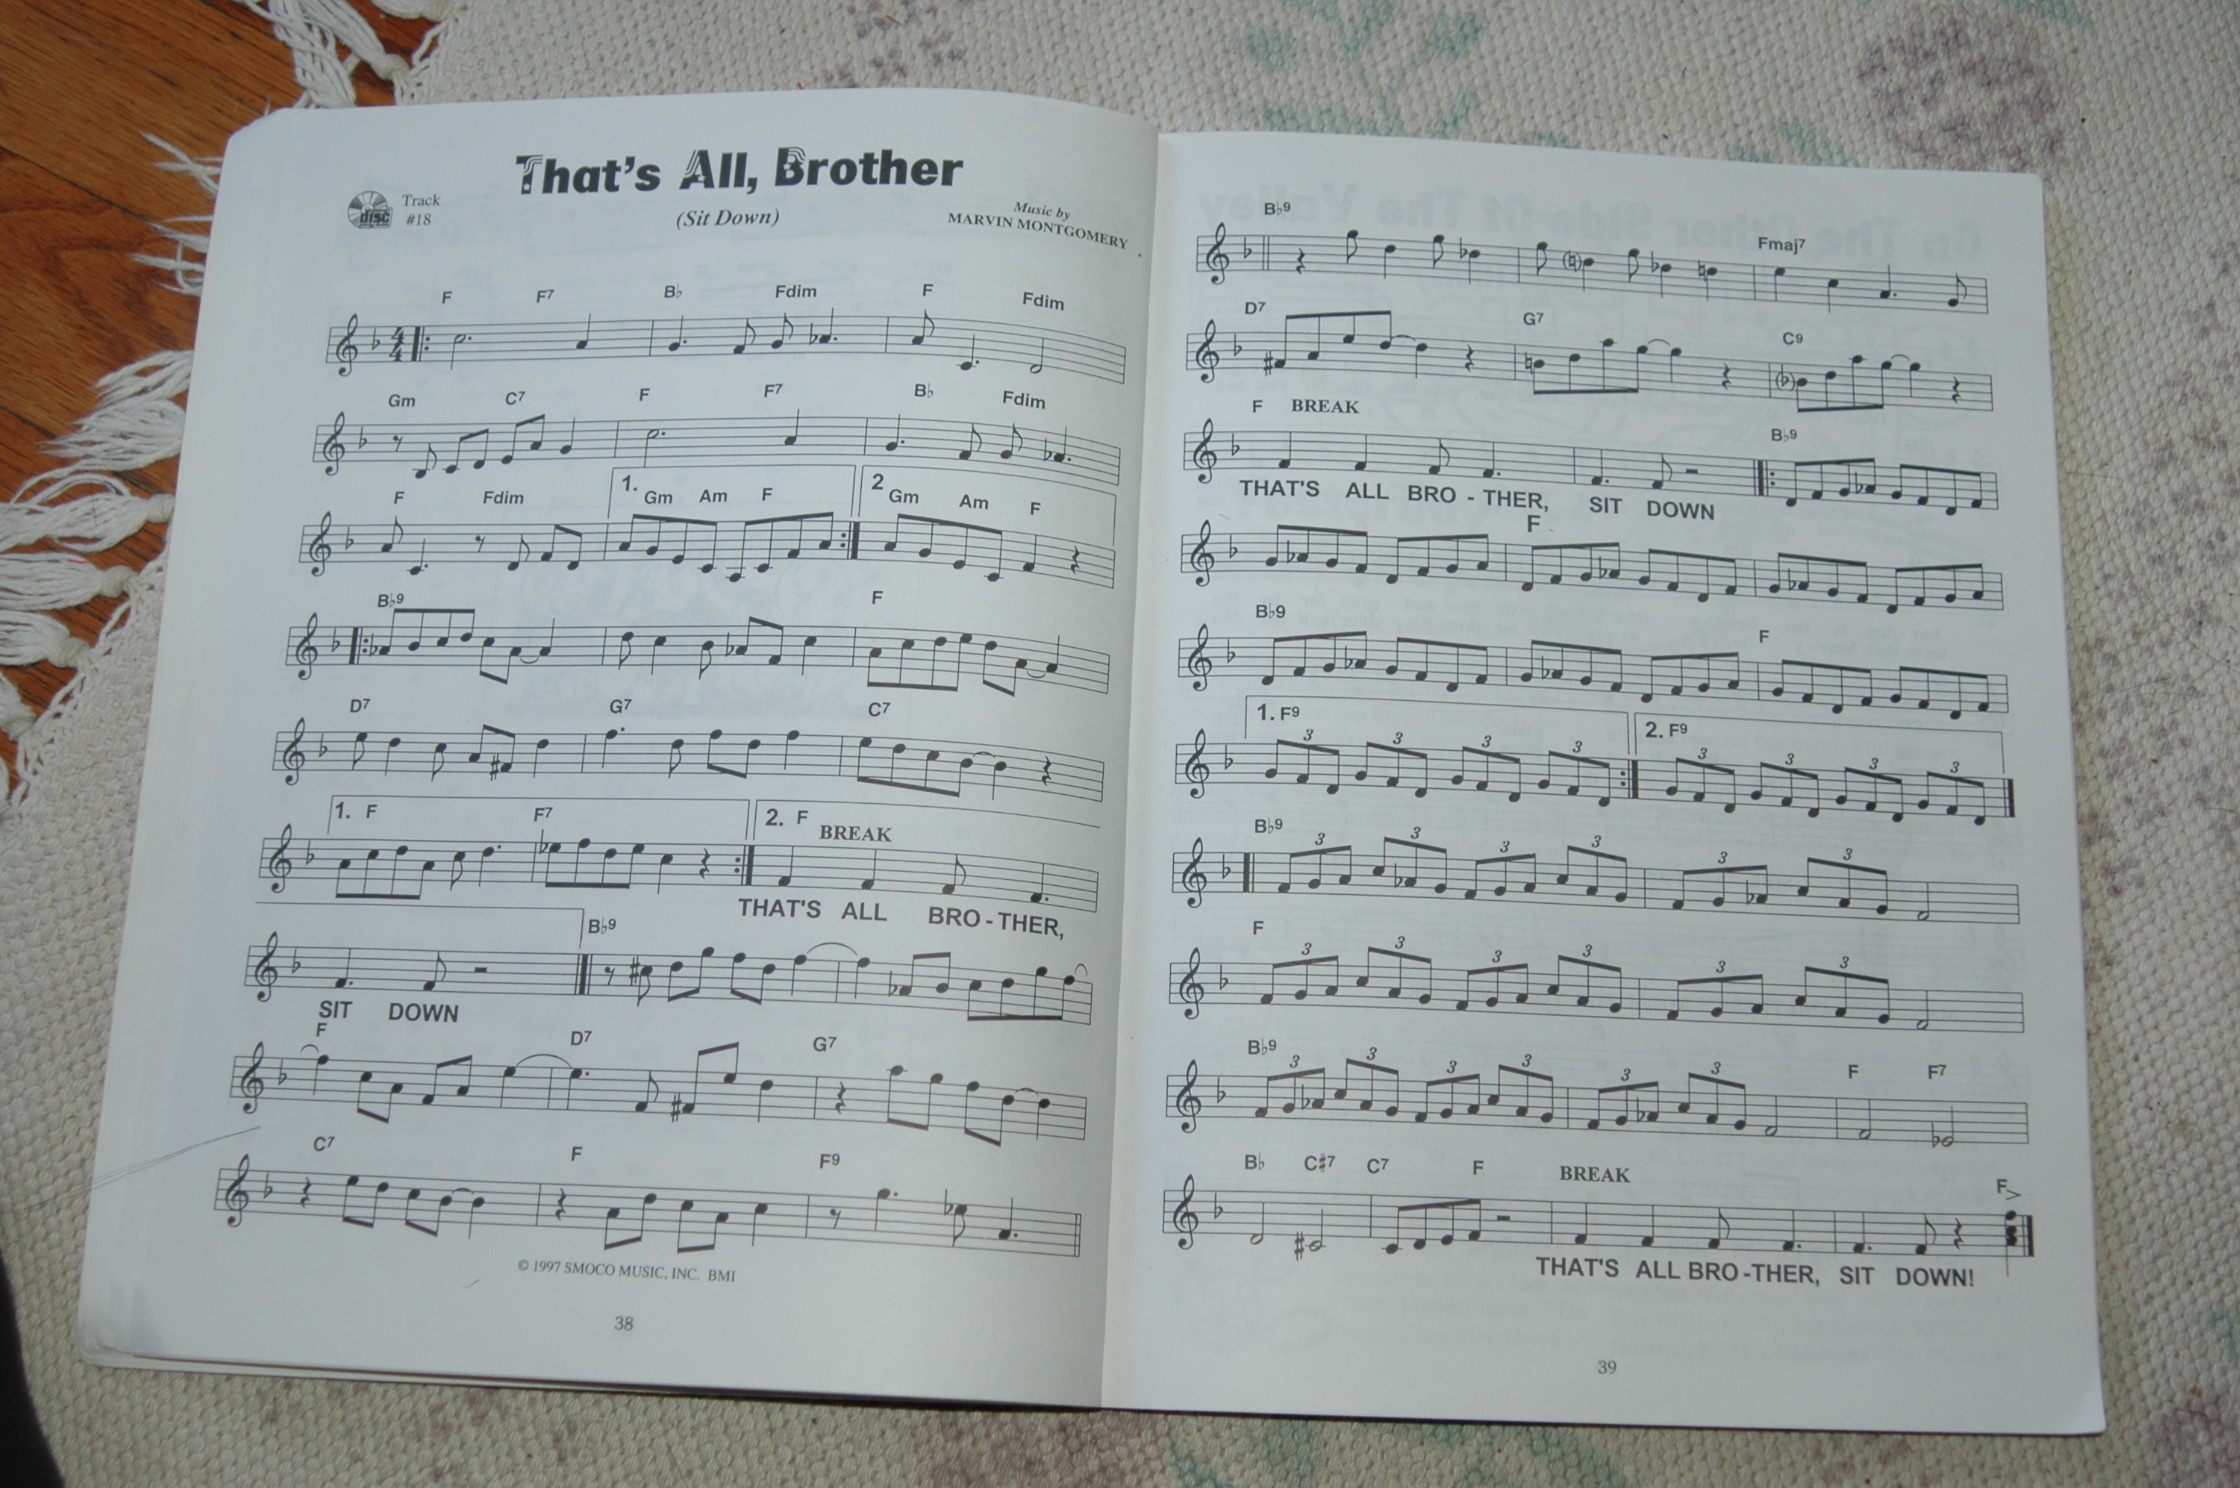 That's All, Brother
(Sit Down)
disc
Track
#18
Music by
MARVIN MONTGOMERY
F F7 B♭ Fdim F Fdim
4
4
Gm C7 F F7 B♭ Fdim
F Fdim 1. Gm Am F 2 Gm Am F
B♭9 F
D7 G7 C7
1. F F7 2. F BREAK
THAT'S ALL BRO - THER,
B♭9
SIT DOWN
F D7 G7
C7 F F9
© 1997 SMOCO MUSIC, INC. BMI
38
B♭9 Fmaj7
D7 G7 C9
F BREAK B♭9
THAT'S ALL BRO - THER, SIT DOWN
F
B♭9 F
1. F9 2. F9
3 3 3 3 3 3 3 3
B♭9
3 3 3 3 3 3
F
3 3 3 3 3 3
B♭9 F F7
3 3 3 3 3 3
B♭ C♯7 C7 F BREAK F
THAT'S ALL BRO - THER, SIT DOWN!
39